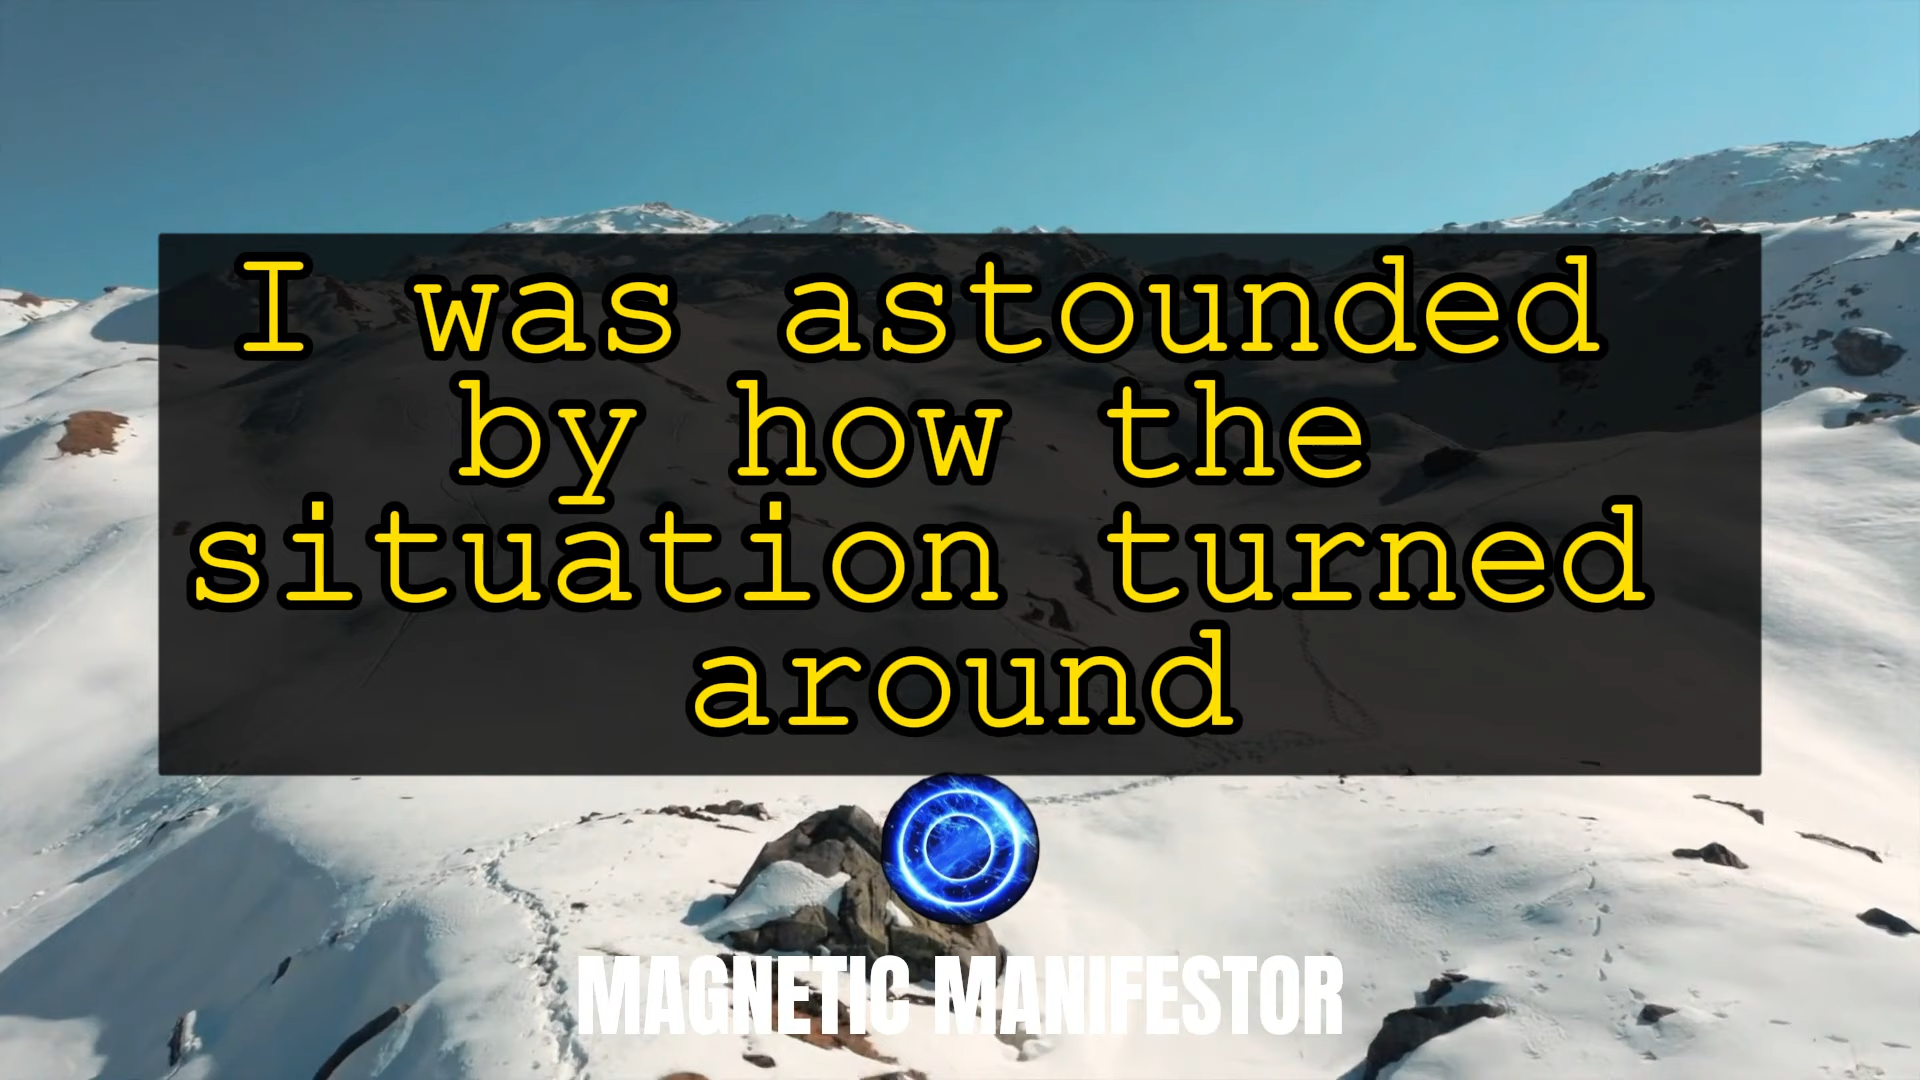 I was astounded
by how the
situation turned
around
MAGNETIC MANIFESTOR